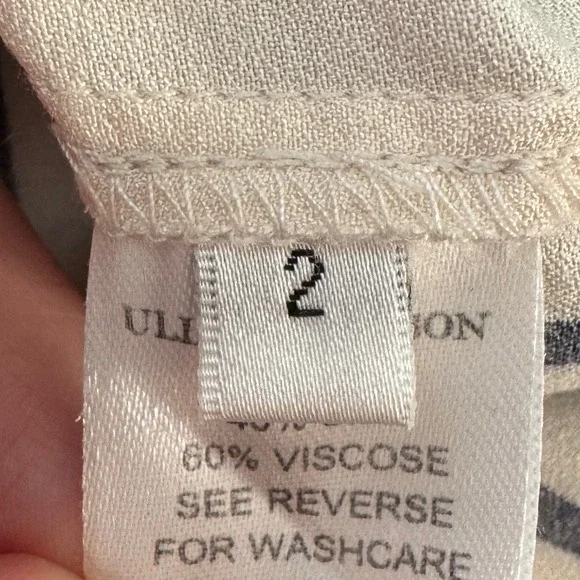 2
60% VISCOSE
SEE REVERSE
FOR WASHCARE